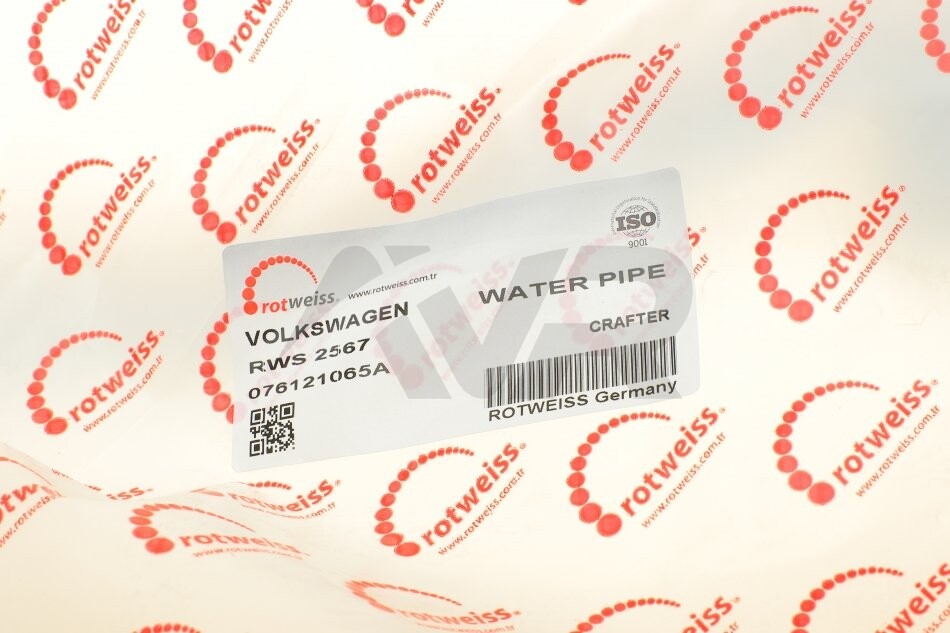 rotweiss. www.rotweiss.com.tr
VOLKSWAGEN
RWS 2567
076121065A
ISO
9001
WATER PIPE
CRAFTER
ROTWEISS Germany
AVP
rotweiss®
www.rotweiss.com.tr